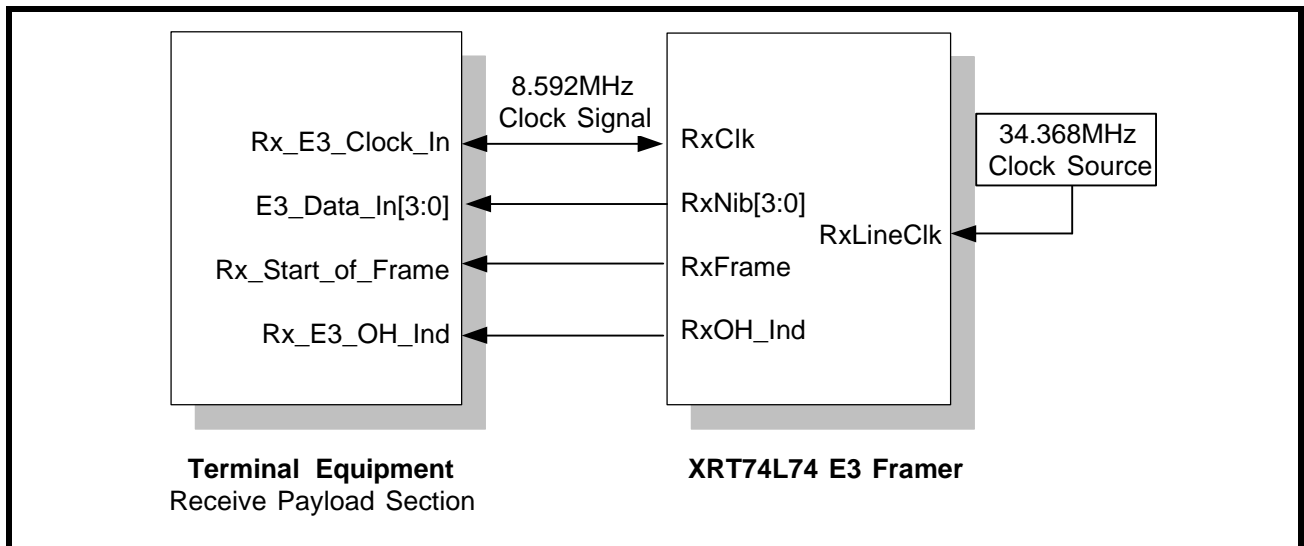 8.592MHz
Clock Signal
Rx_E3_Clock_In
RxClk
34.368MHz
Clock Source
E3_Data_In[3:0]
RxNib[3:0]
RxLineClk
Rx_Start_of_Frame
RxFrame
Rx_E3_OH_Ind
RxOH_Ind
Terminal Equipment
Receive Payload Section
XRT74L74 E3 Framer